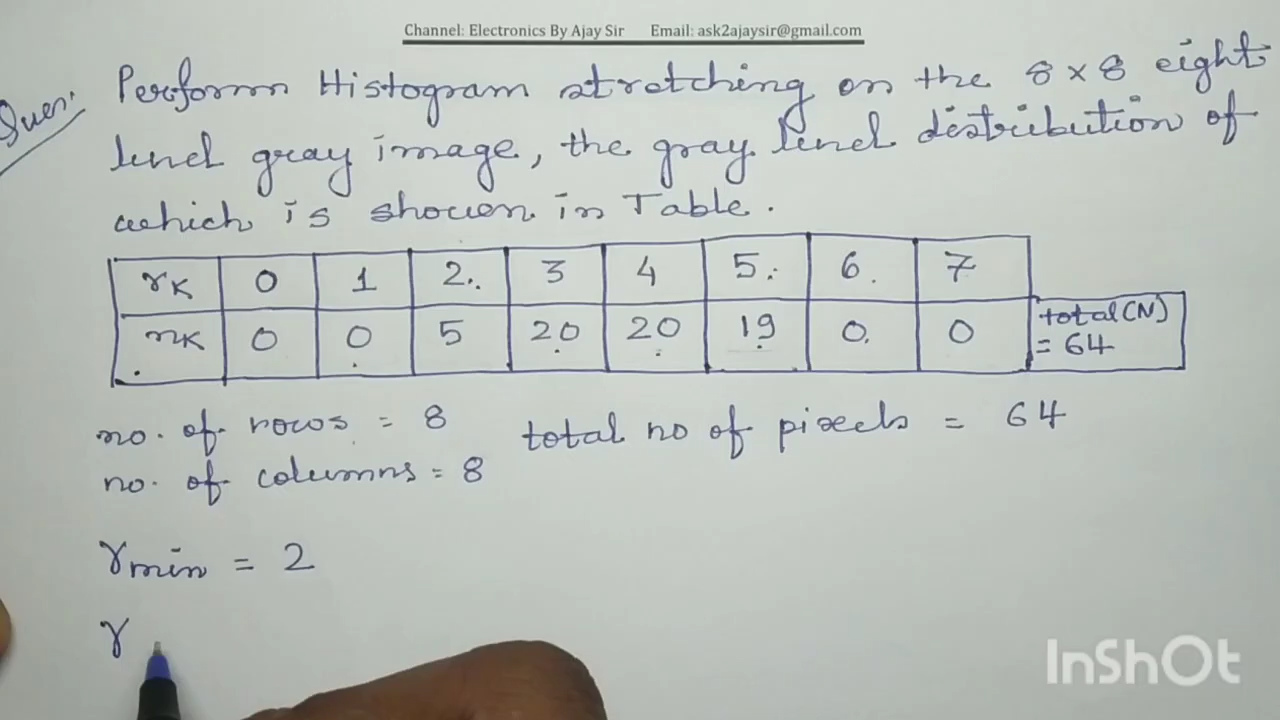 Channel: Electronics By Ajay Sir Email: ask2ajaysir@gmail.com
Ques:
Perform Histogram stretching on the 8 x 8 eight
level gray image, the gray level distribution of
which is shown in Table.
rK 0 1 2 3 4 5 6 7
nK 0 0 5 20 20 19 0 0 total (N) = 64
no. of rows = 8
total no of pixels = 64
no. of columns = 8
rmin = 2
r
InShOt